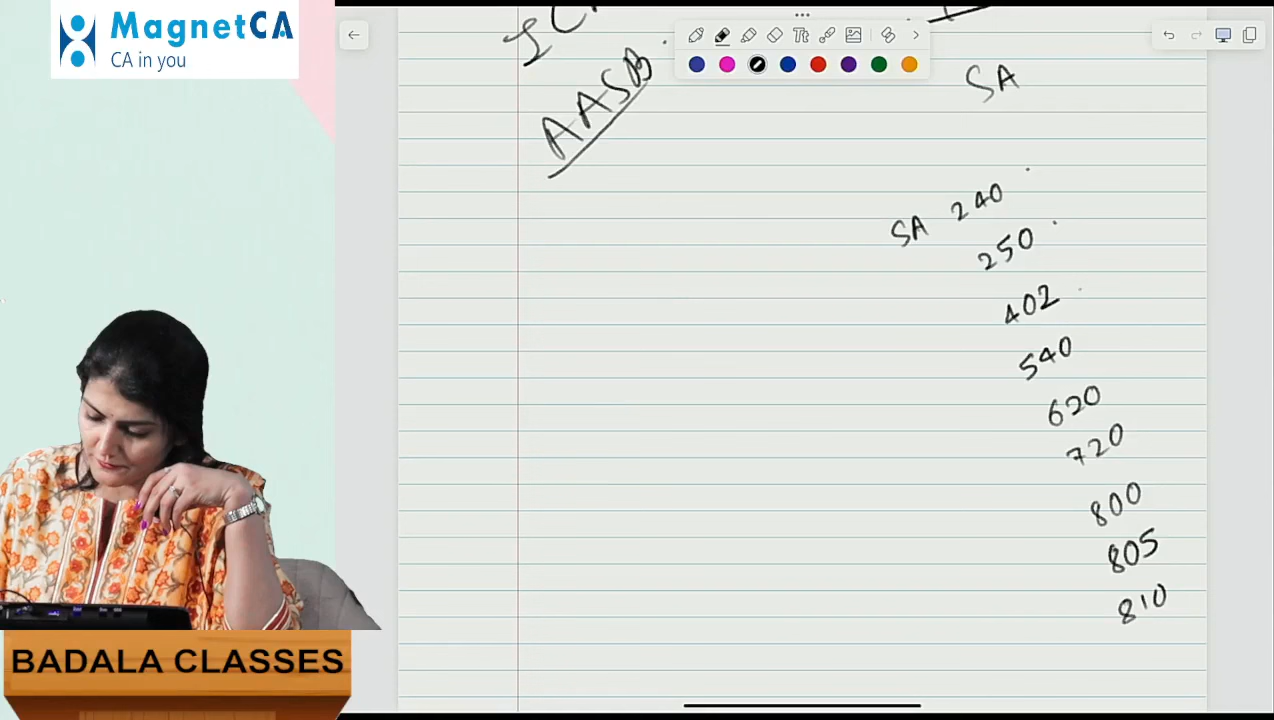 MagnetCA
CA in you
AASB
SA
SA 240
250
402
540
620
720
800
805
810
BADALA CLASSES